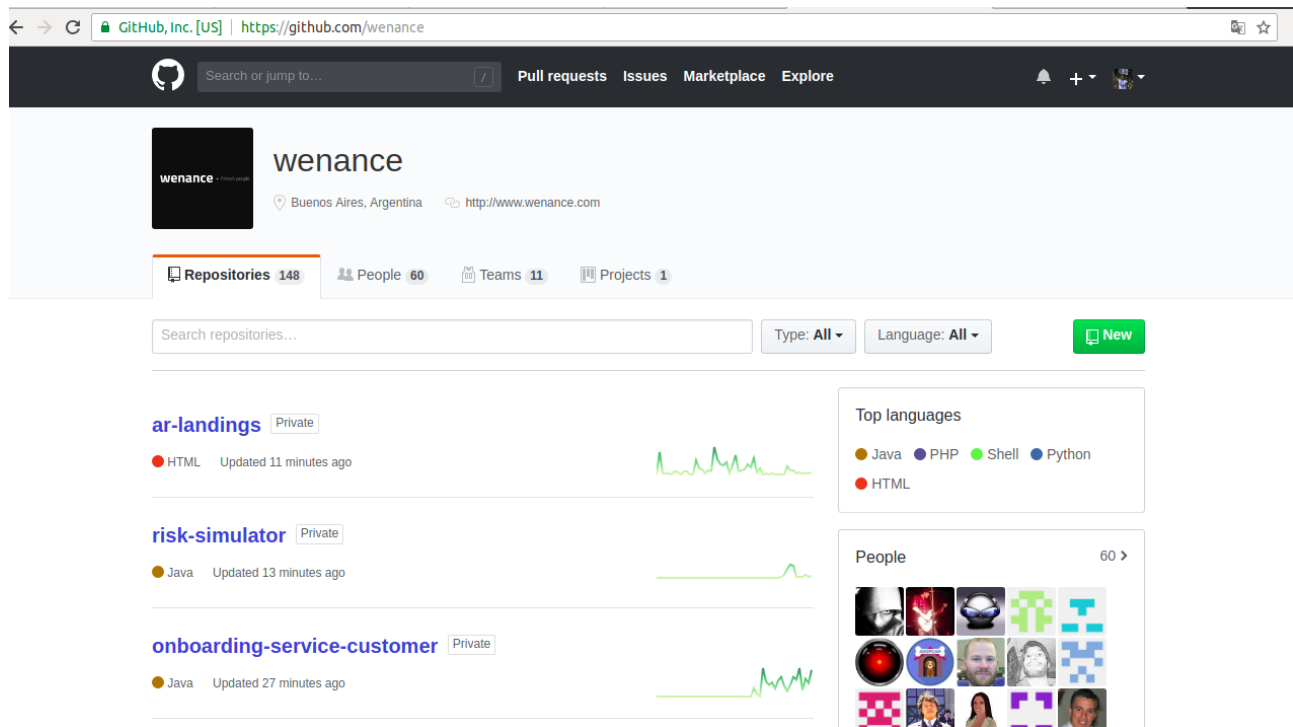 GitHub, Inc. [US] | https://github.com/wenance
Search or jump to... / Pull requests Issues Marketplace Explore
wenance
wenance
Buenos Aires, Argentina http://www.wenance.com
Repositories 148 People 60 Teams 11 Projects 1
Search repositories... Type: All Language: All New
ar-landings Private
HTML Updated 11 minutes ago
risk-simulator Private
Java Updated 13 minutes ago
onboarding-service-customer Private
Java Updated 27 minutes ago
Top languages
Java PHP Shell Python
HTML
People 60